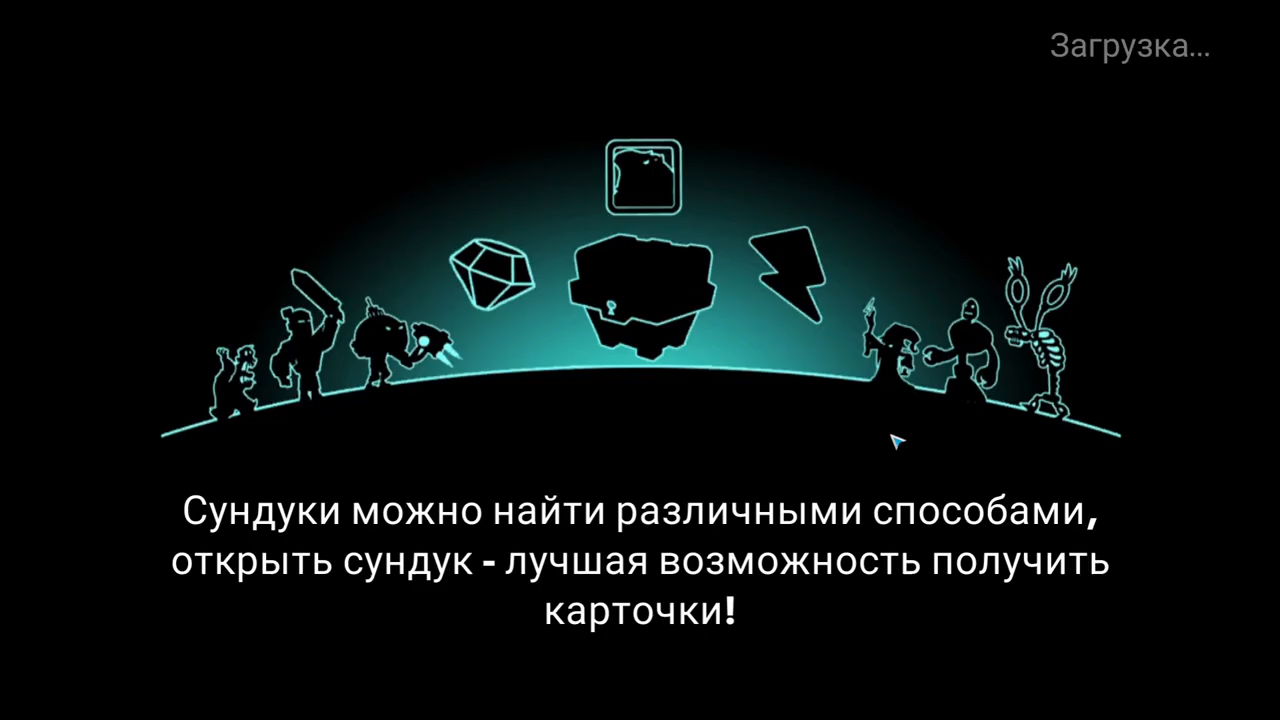 Загрузка...
Сундуки можно найти различными способами,
открыть сундук - лучшая возможность получить
карточки!